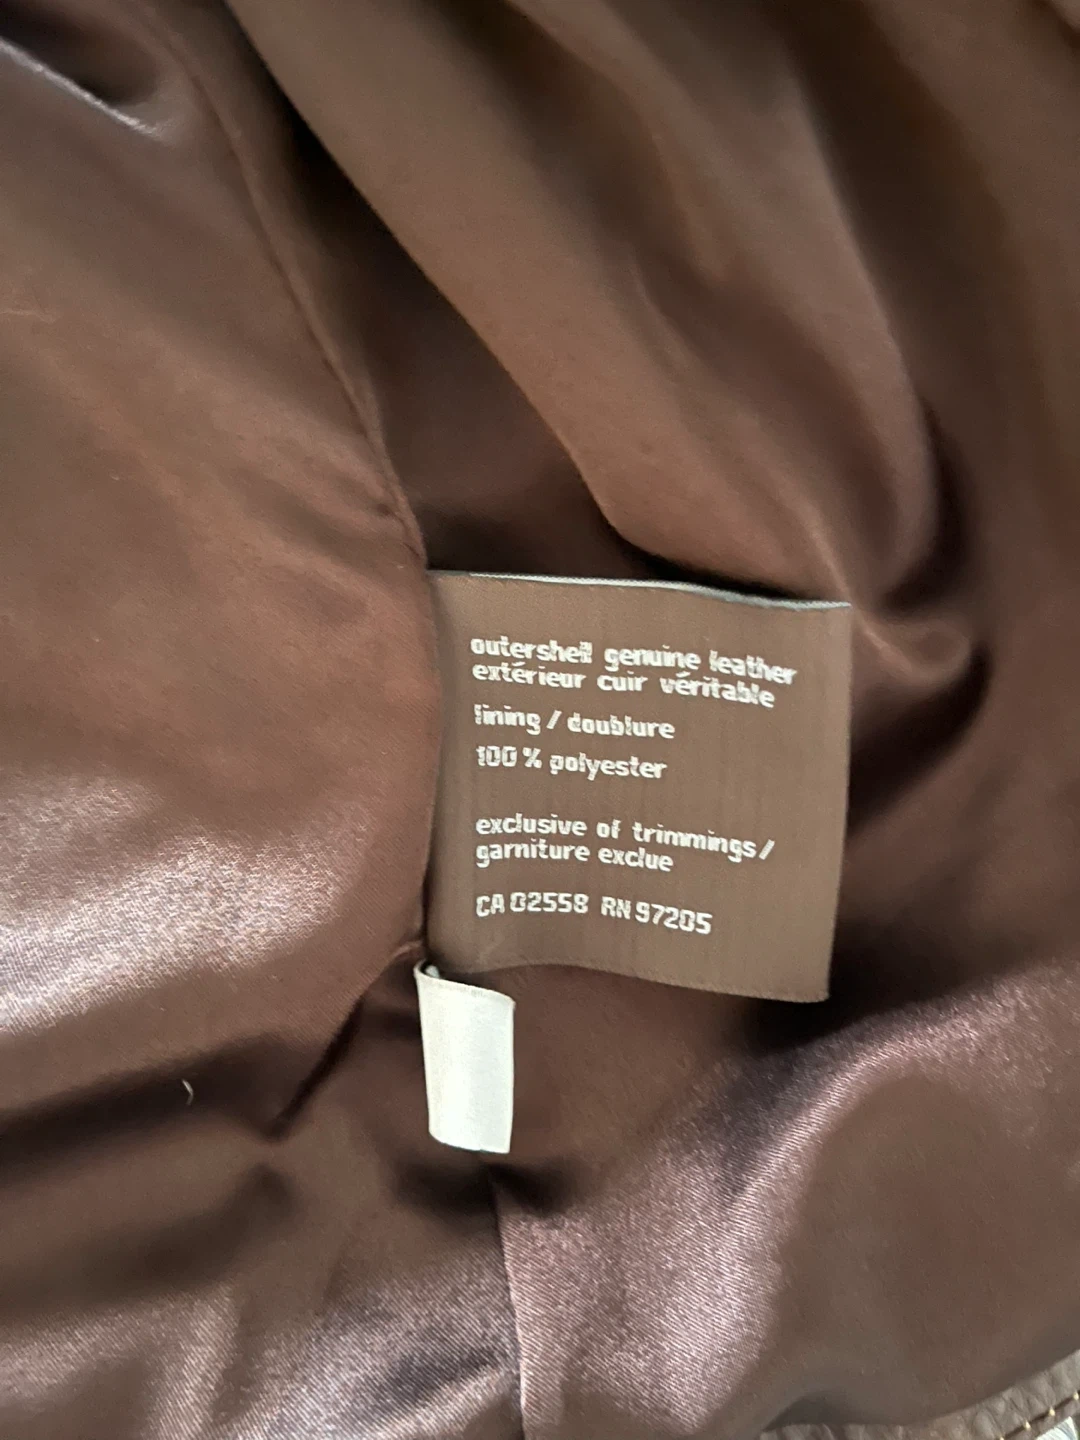 outershell genuine leather
extérieur cuir véritable
lining / doublure
100 % polyester
exclusive of trimmings /
garniture exclue
CA 02558 RN 97205